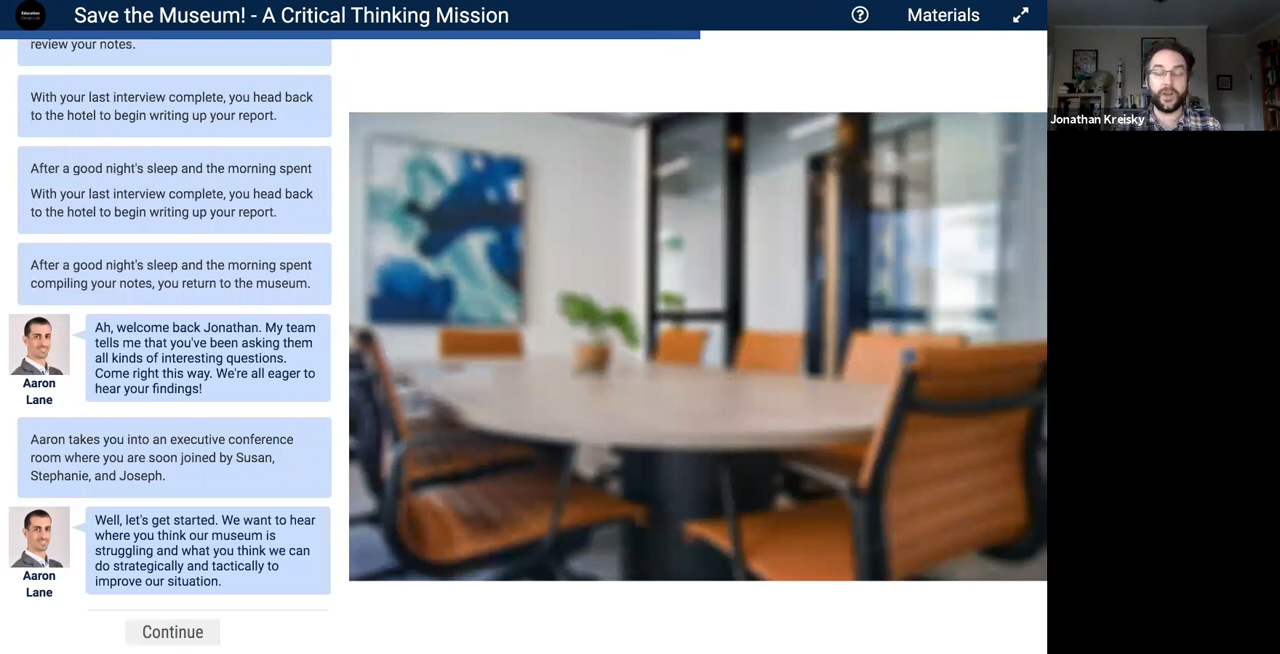 Education
Design Lab
Save the Museum! - A Critical Thinking Mission
Materials
review your notes.
With your last interview complete, you head back
to the hotel to begin writing up your report.
After a good night's sleep and the morning spent
With your last interview complete, you head back
to the hotel to begin writing up your report.
After a good night's sleep and the morning spent
compiling your notes, you return to the museum.
Ah, welcome back Jonathan. My team
tells me that you've been asking them
all kinds of interesting questions.
Come right this way. We're all eager to
hear your findings!
Aaron
Lane
Aaron takes you into an executive conference
room where you are soon joined by Susan,
Stephanie, and Joseph.
Well, let's get started. We want to hear
where you think our museum is
struggling and what you think we can
do strategically and tactically to
improve our situation.
Aaron
Lane
Continue
Jonathan Kreisky